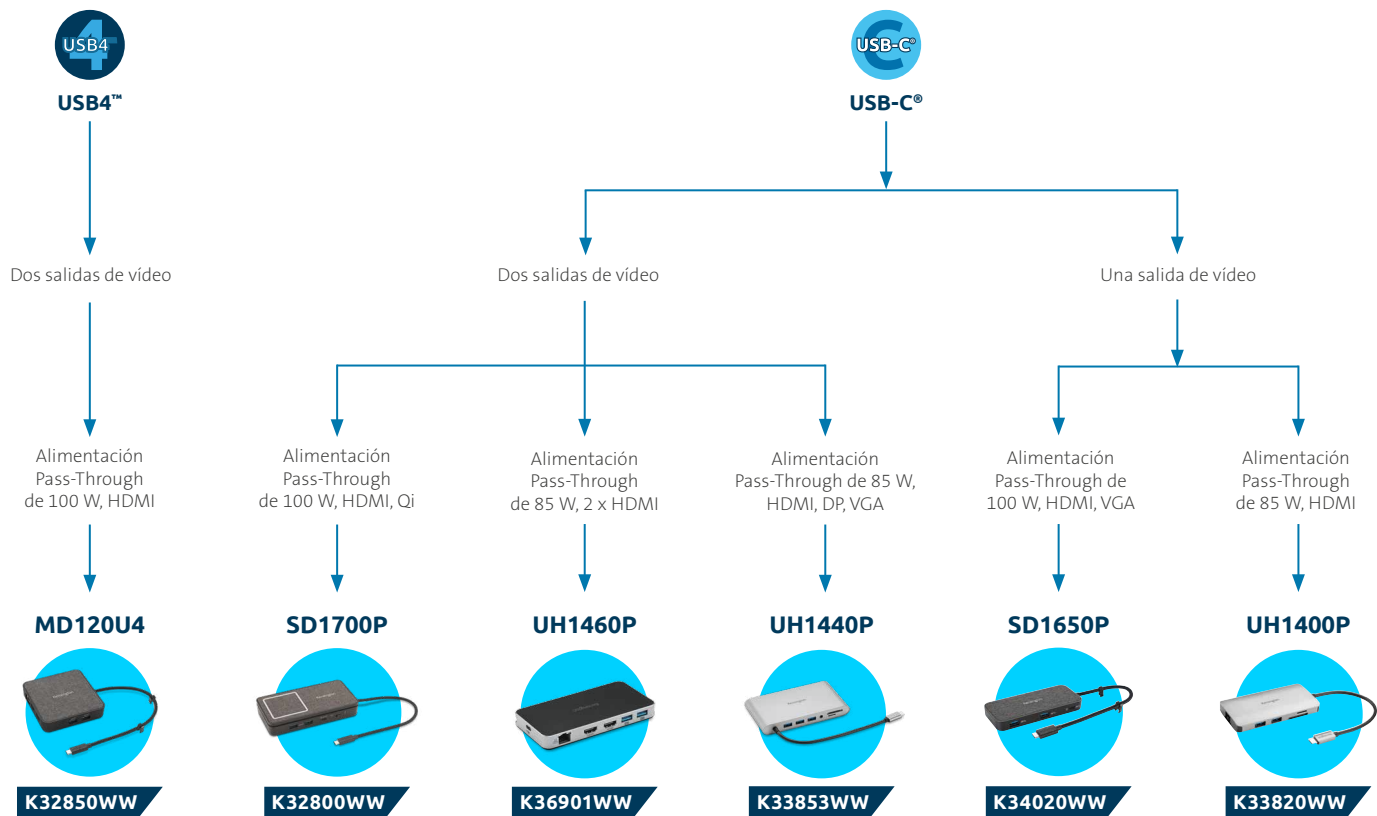 USB4
USB-C®
USB4™
USB-C®
Dos salidas de vídeo
Dos salidas de vídeo
Una salida de vídeo
Alimentación
Pass-Through
de 100 W, HDMI
Alimentación
Pass-Through
de 100 W, HDMI, Qi
Alimentación
Pass-Through
de 85 W, 2 x HDMI
Alimentación
Pass-Through de 85 W,
HDMI, DP, VGA
Alimentación
Pass-Through de
100 W, HDMI, VGA
Alimentación
Pass-Through
de 85 W, HDMI
MD120U4
SD1700P
UH1460P
UH1440P
SD1650P
UH1400P
K32850WW
K32800WW
K36901WW
K33853WW
K34020WW
K33820WW